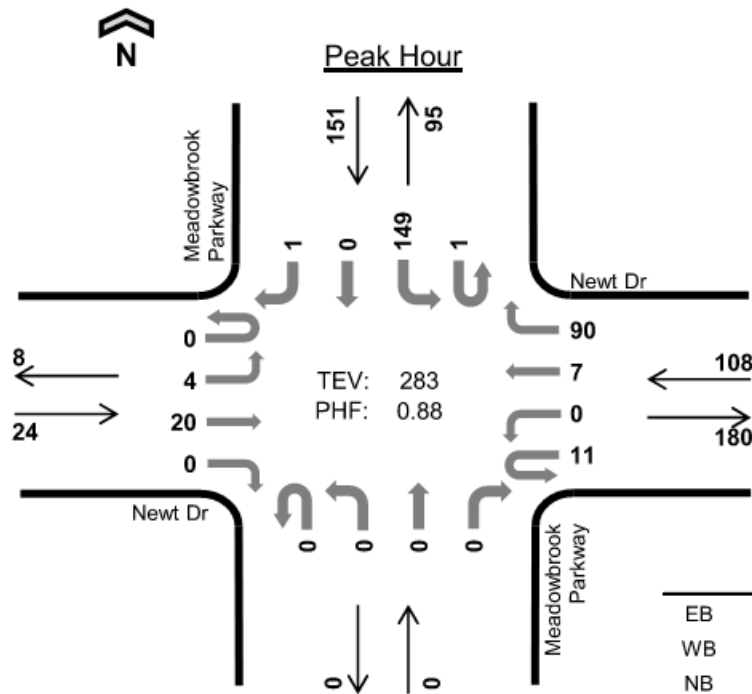 N
Peak Hour
151
95
Meadowbrook
Parkway
1
0
149
1
Newt Dr
0
90
8
4
7
108
TEV: 283
PHF: 0.88
24
20
0
180
0
11
Newt Dr
0
0
0
0
Meadowbrook
Parkway
EB
WB
NB
0
0